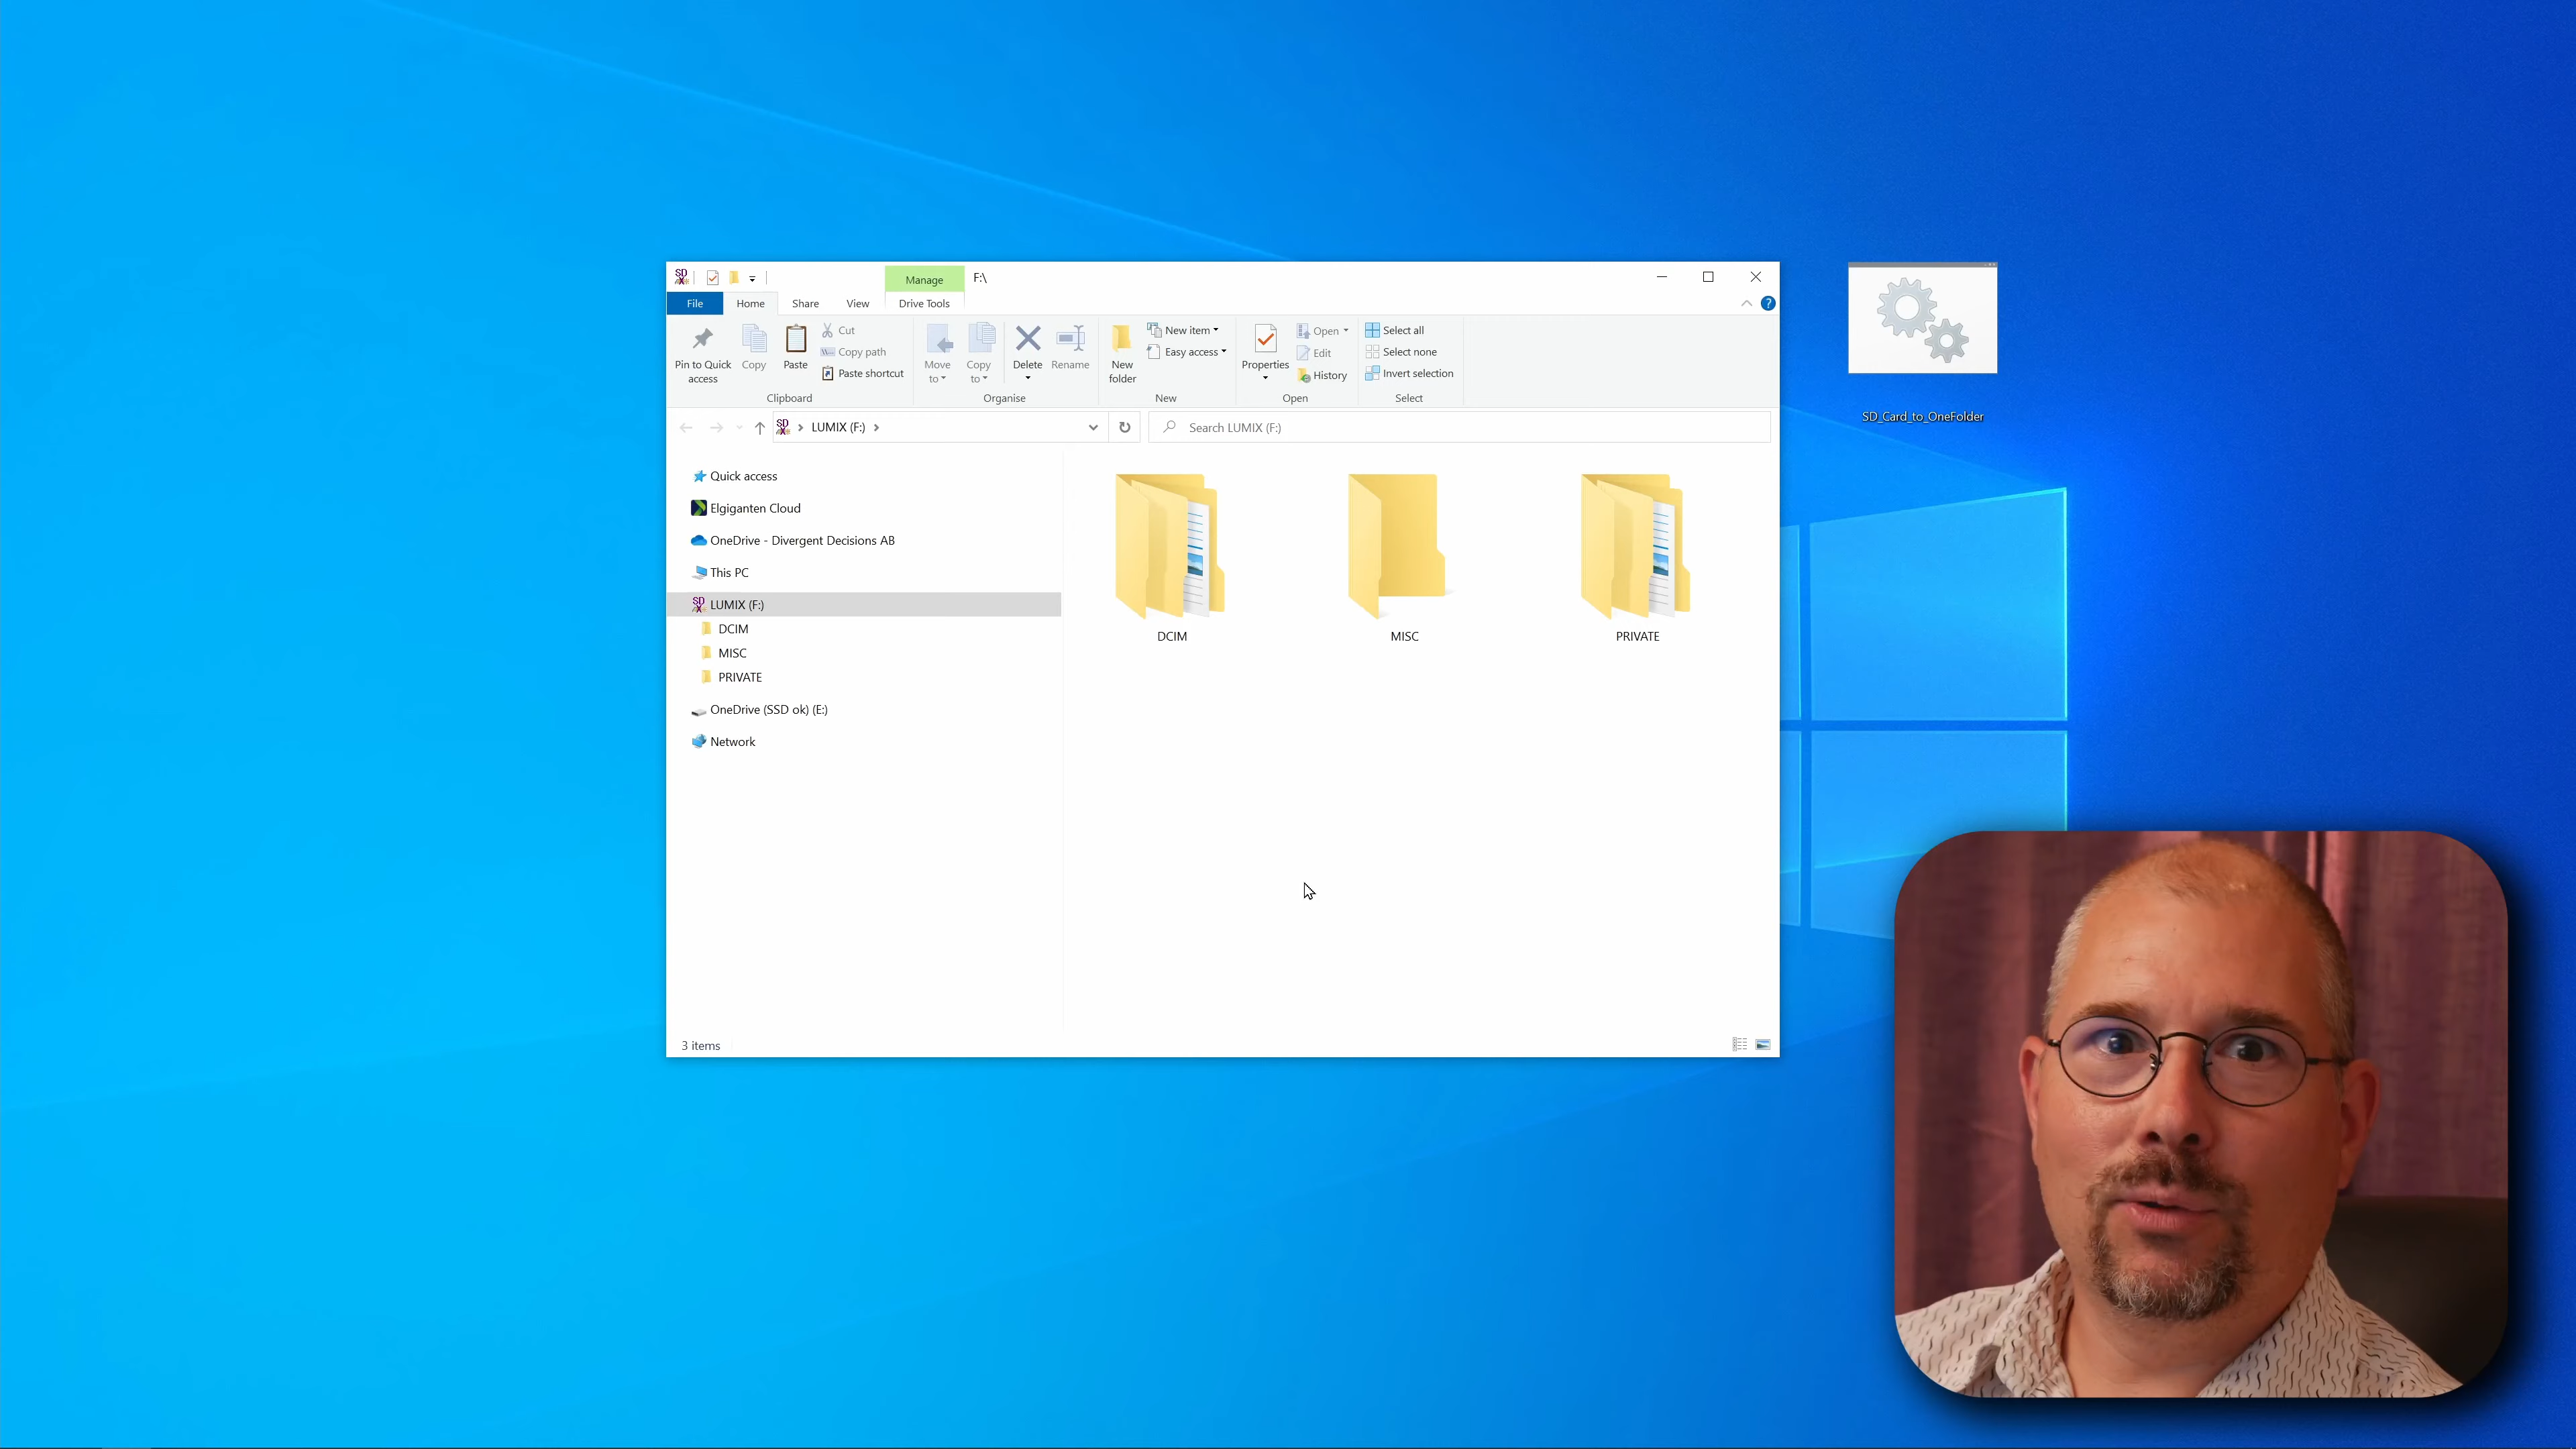 Manage
F:\
File
Home
Share
View
Drive Tools
Pin to Quick access
Copy
Paste
Cut
Copy path
Paste shortcut
Clipboard
Move to
Copy to
Delete
Rename
Organise
New folder
New item
Easy access
New
Properties
Open
Edit
History
Open
Select all
Select none
Invert selection
Select
LUMIX (F:)
Search LUMIX (F:)
Quick access
Elgiganten Cloud
OneDrive - Divergent Decisions AB
This PC
LUMIX (F:)
DCIM
MISC
PRIVATE
OneDrive (SSD ok) (E:)
Network
DCIM
MISC
PRIVATE
3 items
SD_Card_to_OneFolder